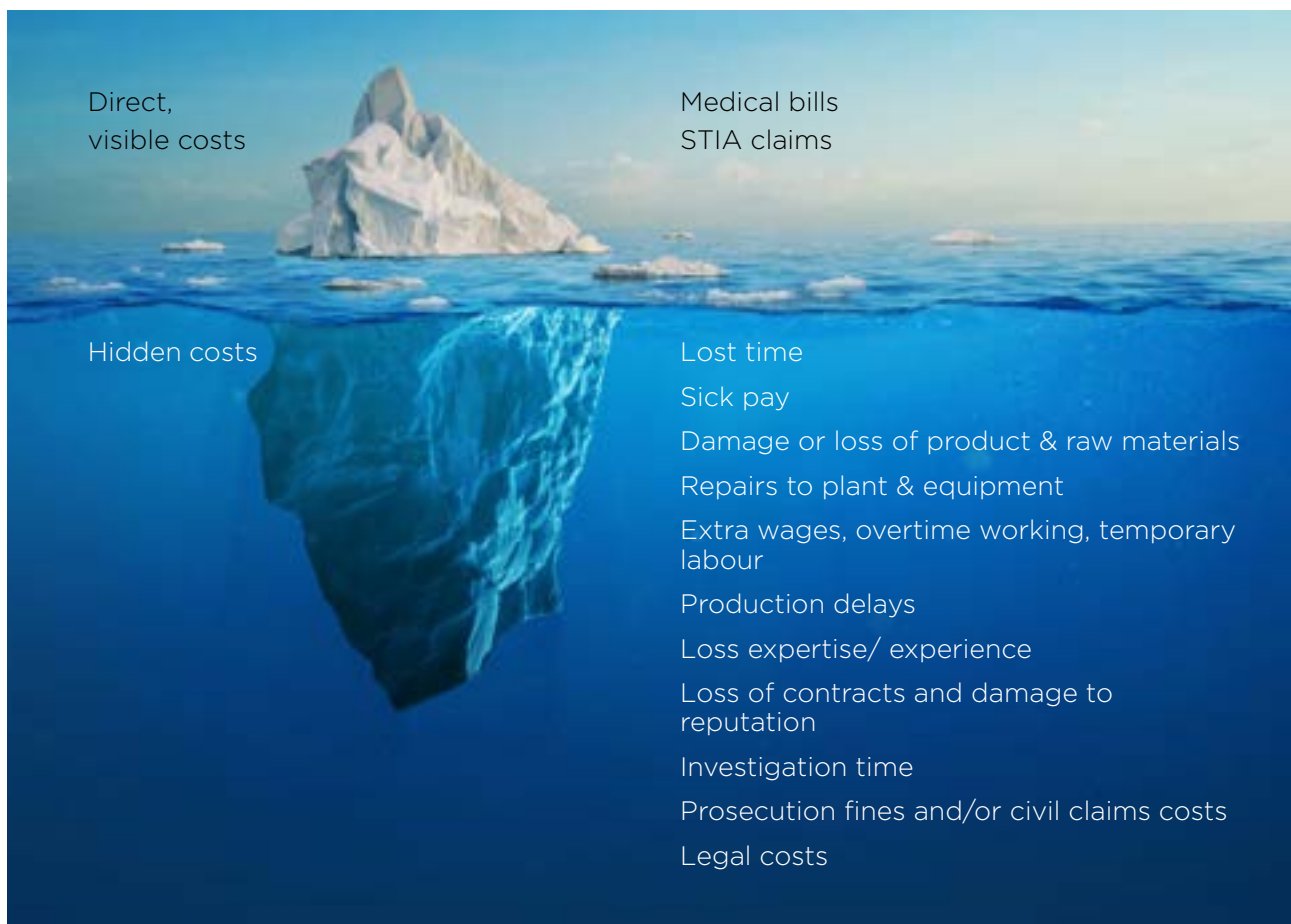 Direct,
visible costs
Medical bills
STIA claims
Hidden costs
Lost time
Sick pay
Damage or loss of product & raw materials
Repairs to plant & equipment
Extra wages, overtime working, temporary
labour
Production delays
Loss expertise/ experience
Loss of contracts and damage to
reputation
Investigation time
Prosecution fines and/or civil claims costs
Legal costs